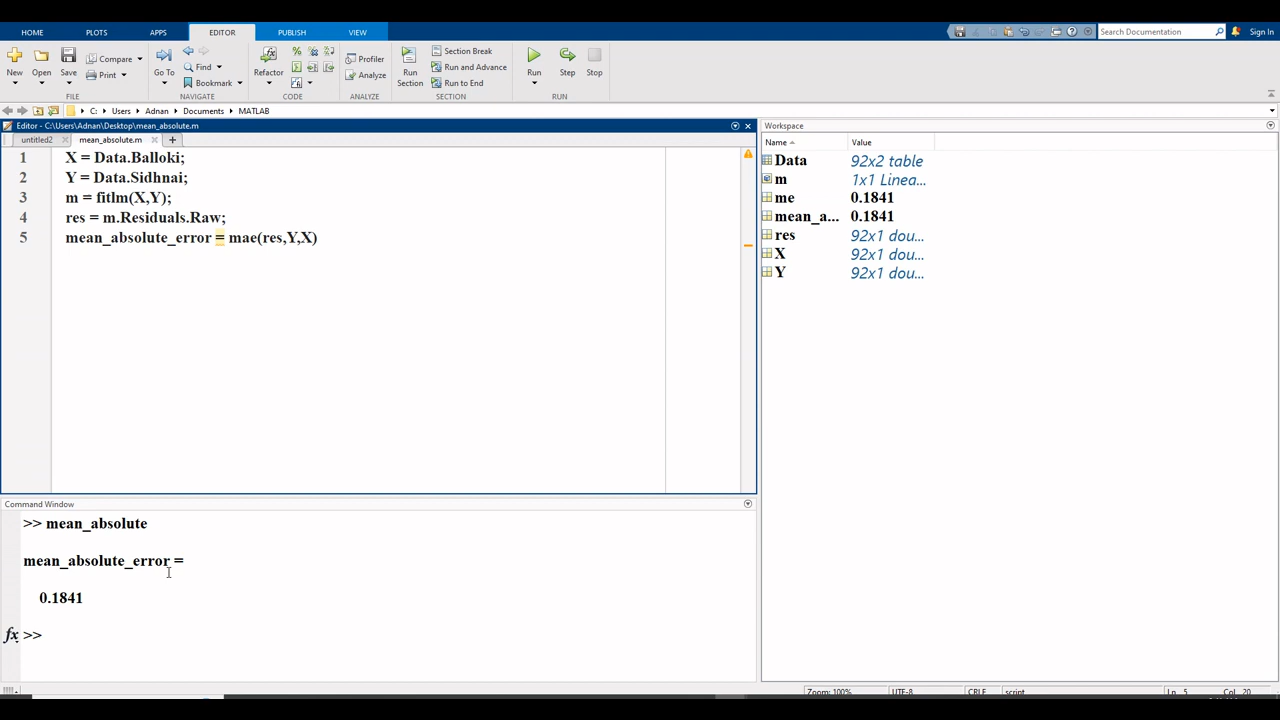 HOME PLOTS APPS EDITOR PUBLISH VIEW Search Documentation Sign In
New Open Save Compare Print Go To Find Bookmark Refactor Profiler Analyze Run Section Section Break Run and Advance Run to End Run Step Stop
FILE NAVIGATE CODE ANALYZE SECTION RUN
C: Users Adnan Documents MATLAB
Editor - C:\Users\Adnan\Desktop\mean_absolute.m
untitled2 mean_absolute.m +
1 X = Data.Balloki;
2 Y = Data.Sidhnai;
3 m = fitlm(X,Y);
4 res = m.Residuals.Raw;
5 mean_absolute_error = mae(res,Y,X)
Workspace
Name Value
Data 92x2 table
m 1x1 Linea...
me 0.1841
mean_a... 0.1841
res 92x1 dou...
X 92x1 dou...
Y 92x1 dou...
Command Window
>> mean_absolute
mean_absolute_error =
0.1841
fx >>
Zoom: 100% UTF-8 CRLF script Ln 5 Col 20